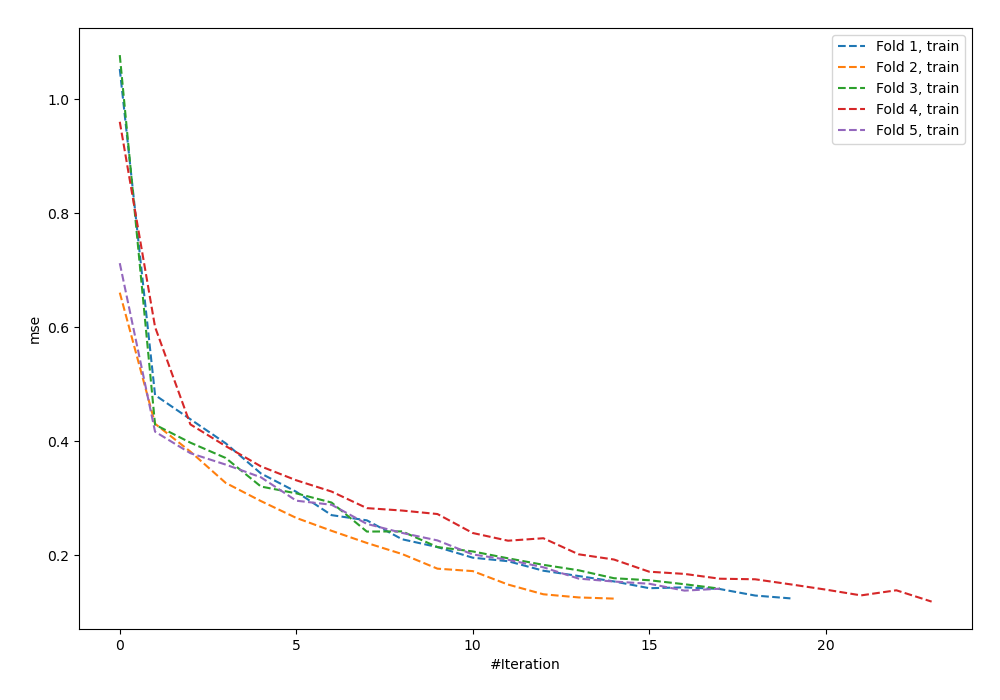 1.0
0.8
0.6
0.4
0.2
mse
0
5
10
15
20
#Iteration
Fold 1, train
Fold 2, train
Fold 3, train
Fold 4, train
Fold 5, train